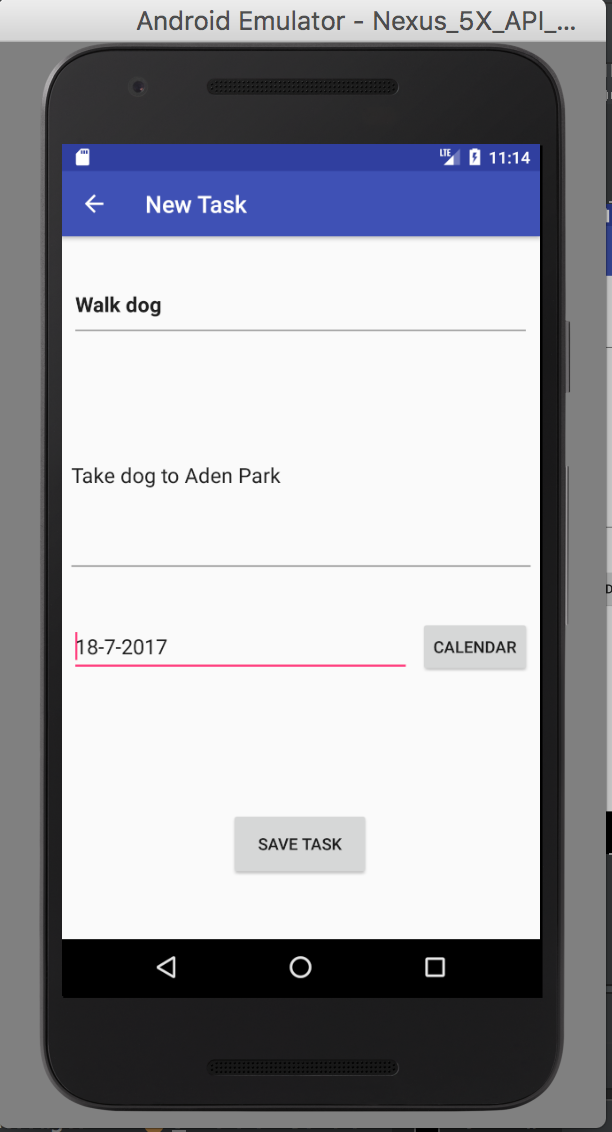 Android Emulator - Nexus_5X_API_...
LTE 11:14
New Task
Walk dog
Take dog to Aden Park
18-7-2017
CALENDAR
SAVE TASK